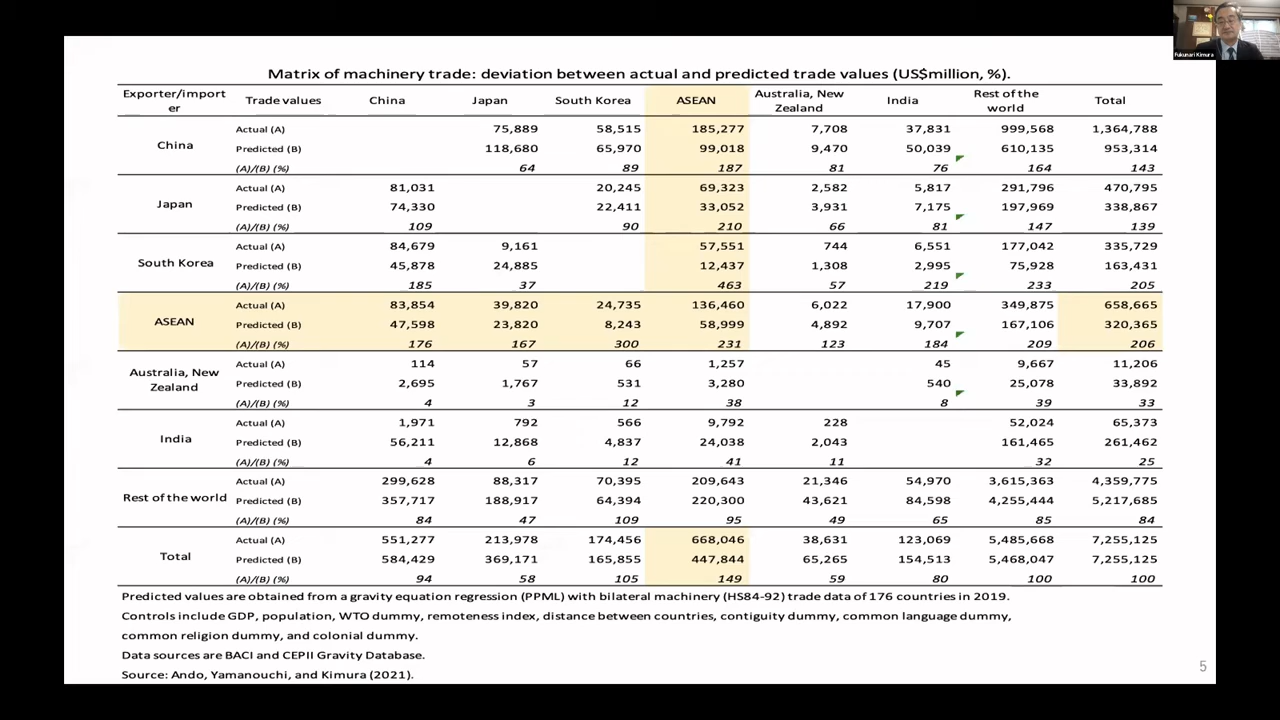 Fukunari Kimura
Matrix of machinery trade: deviation between actual and predicted trade values (US$million, %).
Exporter/importer Trade values China Japan South Korea ASEAN Australia, New Zealand India Rest of the world Total
China
Actual (A) 75,889 58,515 185,277 7,708 37,831 999,568 1,364,788
Predicted (B) 118,680 65,970 99,018 9,470 50,039 610,135 953,314
(A)/(B) (%) 64 89 187 81 76 164 143
Japan
Actual (A) 81,031 20,245 69,323 2,582 5,817 291,796 470,795
Predicted (B) 74,330 22,411 33,052 3,931 7,175 197,969 338,867
(A)/(B) (%) 109 90 210 66 81 147 139
South Korea
Actual (A) 84,679 9,161 57,551 744 6,551 177,042 335,729
Predicted (B) 45,878 24,885 12,437 1,308 2,995 75,928 163,431
(A)/(B) (%) 185 37 463 57 219 233 205
ASEAN
Actual (A) 83,854 39,820 24,735 136,460 6,022 17,900 349,875 658,665
Predicted (B) 47,598 23,820 8,243 58,999 4,892 9,707 167,106 320,365
(A)/(B) (%) 176 167 300 231 123 184 209 206
Australia, New Zealand
Actual (A) 114 57 66 1,257 45 9,667 11,206
Predicted (B) 2,695 1,767 531 3,280 540 25,078 33,892
(A)/(B) (%) 4 3 12 38 8 39 33
India
Actual (A) 1,971 792 566 9,792 228 52,024 65,373
Predicted (B) 56,211 12,868 4,837 24,038 2,043 161,465 261,462
(A)/(B) (%) 4 6 12 41 11 32 25
Rest of the world
Actual (A) 299,628 88,317 70,395 209,643 21,346 54,970 3,615,363 4,359,775
Predicted (B) 357,717 188,917 64,394 220,300 43,621 84,598 4,255,444 5,217,685
(A)/(B) (%) 84 47 109 95 49 65 85 84
Total
Actual (A) 551,277 213,978 174,456 668,046 38,631 123,069 5,485,668 7,255,125
Predicted (B) 584,429 369,171 165,855 447,844 65,265 154,513 5,468,047 7,255,125
(A)/(B) (%) 94 58 105 149 59 80 100 100
Predicted values are obtained from a gravity equation regression (PPML) with bilateral machinery (HS84-92) trade data of 176 countries in 2019.
Controls include GDP, population, WTO dummy, remoteness index, distance between countries, contiguity dummy, common language dummy,
common religion dummy, and colonial dummy.
Data sources are BACI and CEPII Gravity Database.
Source: Ando, Yamanouchi, and Kimura (2021).
5